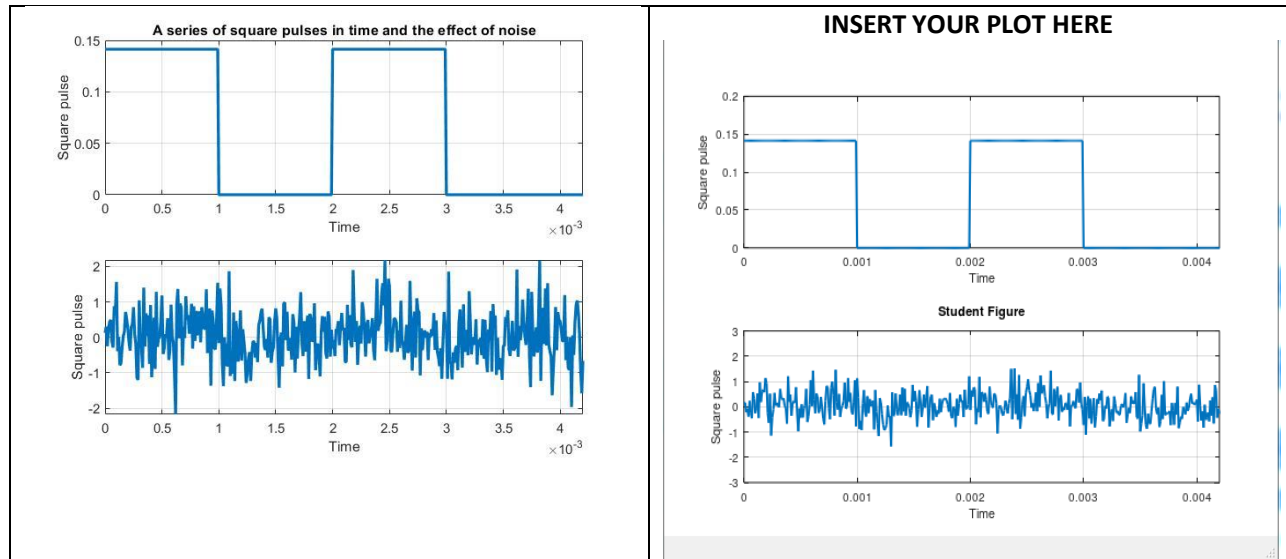 A series of square pulses in time and the effect of noise
0.15
0.1
0.05
0
Square pulse
0 0.5 1 1.5 2 2.5 3 3.5 4
Time
×10-3
2
1
0
-1
-2
Square pulse
0 0.5 1 1.5 2 2.5 3 3.5 4
Time
×10-3
INSERT YOUR PLOT HERE
0.2
0.15
0.1
0.05
0
Square pulse
0 0.001 0.002 0.003 0.004
Time
Student Figure
3
2
1
0
-1
-2
-3
Square pulse
0 0.001 0.002 0.003 0.004
Time